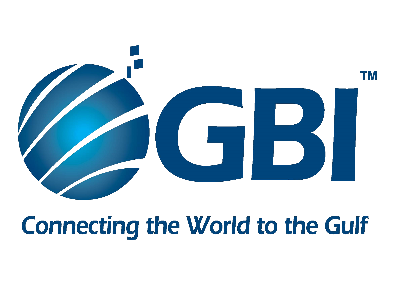 GBI™
Connecting the World to the Gulf